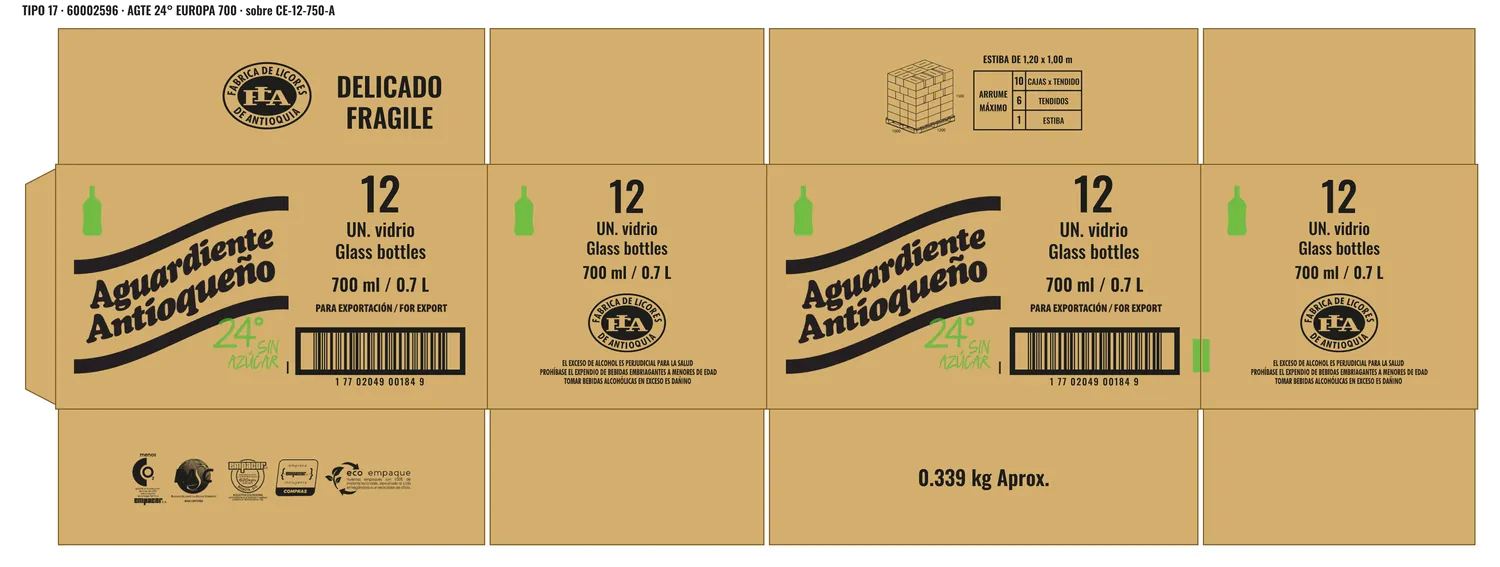 TIPO 17 · 60002596 · AGTE 24° EUROPA 700 · sobre CE-12-750-A
FÁBRICA DE LICORES
FLA
DE ANTIOQUIA
DELICADO
FRAGILE
ESTIBA DE 1,20 x 1,00 m
ARRUME
MÁXIMO
10 CAJAS x TENDIDO
6 TENDIDOS
1 ESTIBA
Aguardiente
Antioqueño
24°
SIN
AZÚCAR
12
UN. vidrio
Glass bottles
700 ml / 0.7 L
PARA EXPORTACIÓN / FOR EXPORT
1 77 02049 00184 9
12
UN. vidrio
Glass bottles
700 ml / 0.7 L
FÁBRICA DE LICORES
FLA
DE ANTIOQUIA
EL EXCESO DE ALCOHOL ES PERJUDICIAL PARA LA SALUD
PROHÍBASE EL EXPENDIO DE BEBIDAS EMBRIAGANTES A MENORES DE EDAD
TOMAR BEBIDAS ALCOHÓLICAS EN EXCESO ES DAÑINO
Aguardiente
Antioqueño
24°
SIN
AZÚCAR
12
UN. vidrio
Glass bottles
700 ml / 0.7 L
PARA EXPORTACIÓN / FOR EXPORT
1 77 02049 00184 9
12
UN. vidrio
Glass bottles
700 ml / 0.7 L
FÁBRICA DE LICORES
FLA
DE ANTIOQUIA
EL EXCESO DE ALCOHOL ES PERJUDICIAL PARA LA SALUD
PROHÍBASE EL EXPENDIO DE BEBIDAS EMBRIAGANTES A MENORES DE EDAD
TOMAR BEBIDAS ALCOHÓLICAS EN EXCESO ES DAÑINO
menos
empacor
empacor
empresa
empacor
incluyente
COMPRAS
eco empaque
0.339 kg Aprox.